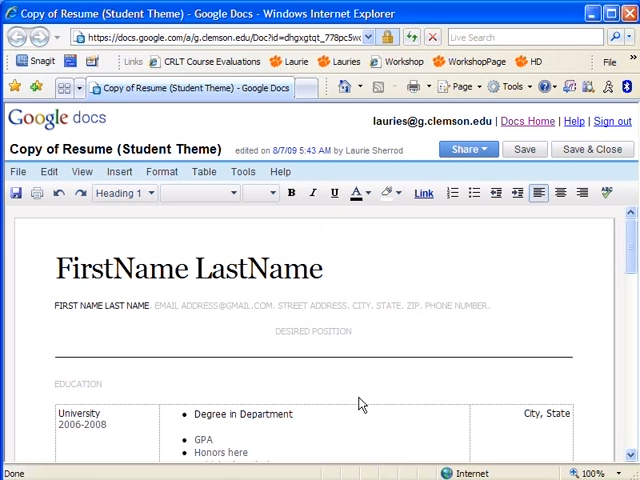 Copy of Resume (Student Theme) - Google Docs - Windows Internet Explorer
https://docs.google.com/a/g.clemson.edu/Doc?id=dhgxgtqt_778pc5wc
Live Search
Snagit
Links
CRLT Course Evaluations
Laurie
Lauries
Workshop
WorkshopPage
HD
File
Copy of Resume (Student Theme) - Google Docs
Page
Tools
Google docs
lauries@g.clemson.edu | Docs Home | Help | Sign out
Copy of Resume (Student Theme) edited on 8/7/09 5:43 AM by Laurie Sherrod
Share
Save
Save & Close
File Edit View Insert Format Table Tools Help
Heading 1
B I U A Link
FirstName LastName
FIRST NAME LAST NAME. EMAIL ADDRESS@GMAIL.COM. STREET ADDRESS. CITY. STATE. ZIP. PHONE NUMBER.
DESIRED POSITION
EDUCATION
University
2006-2008
Degree in Department
GPA
Honors here
City, State
Done
Internet
100%